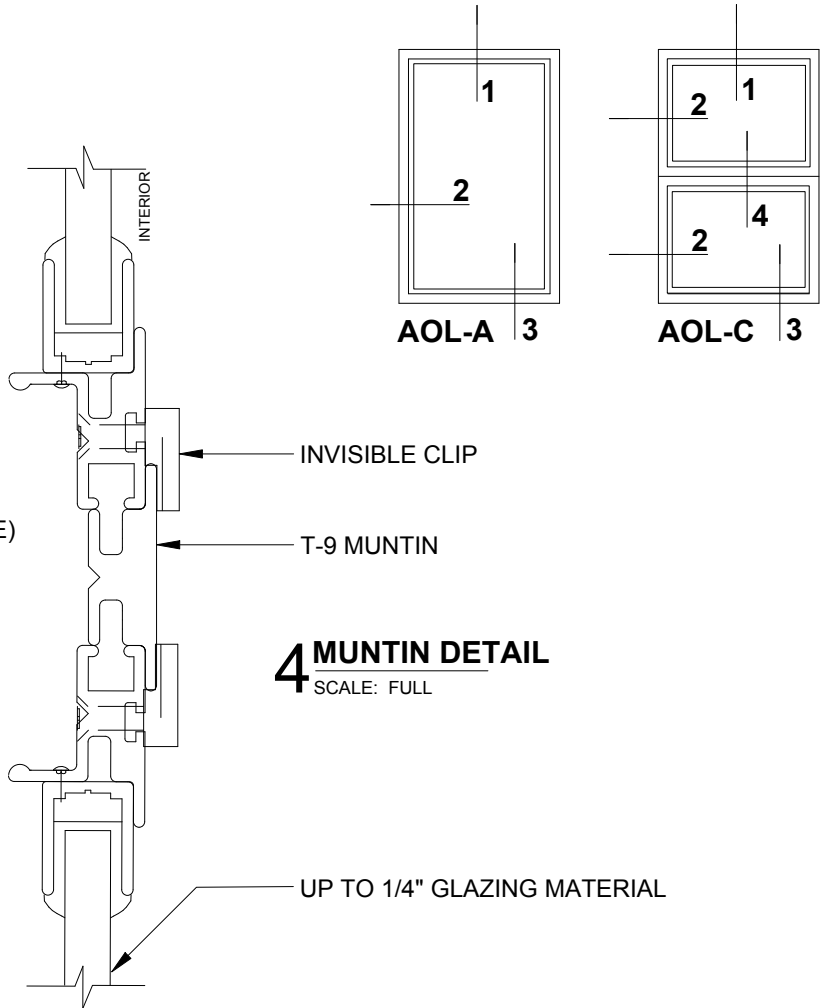 1
2
AOL-A 3
1
2
4
2
AOL-C 3
INTERIOR
INVISIBLE CLIP
E)
T-9 MUNTIN
4 MUNTIN DETAIL
SCALE: FULL
UP TO 1/4" GLAZING MATERIAL